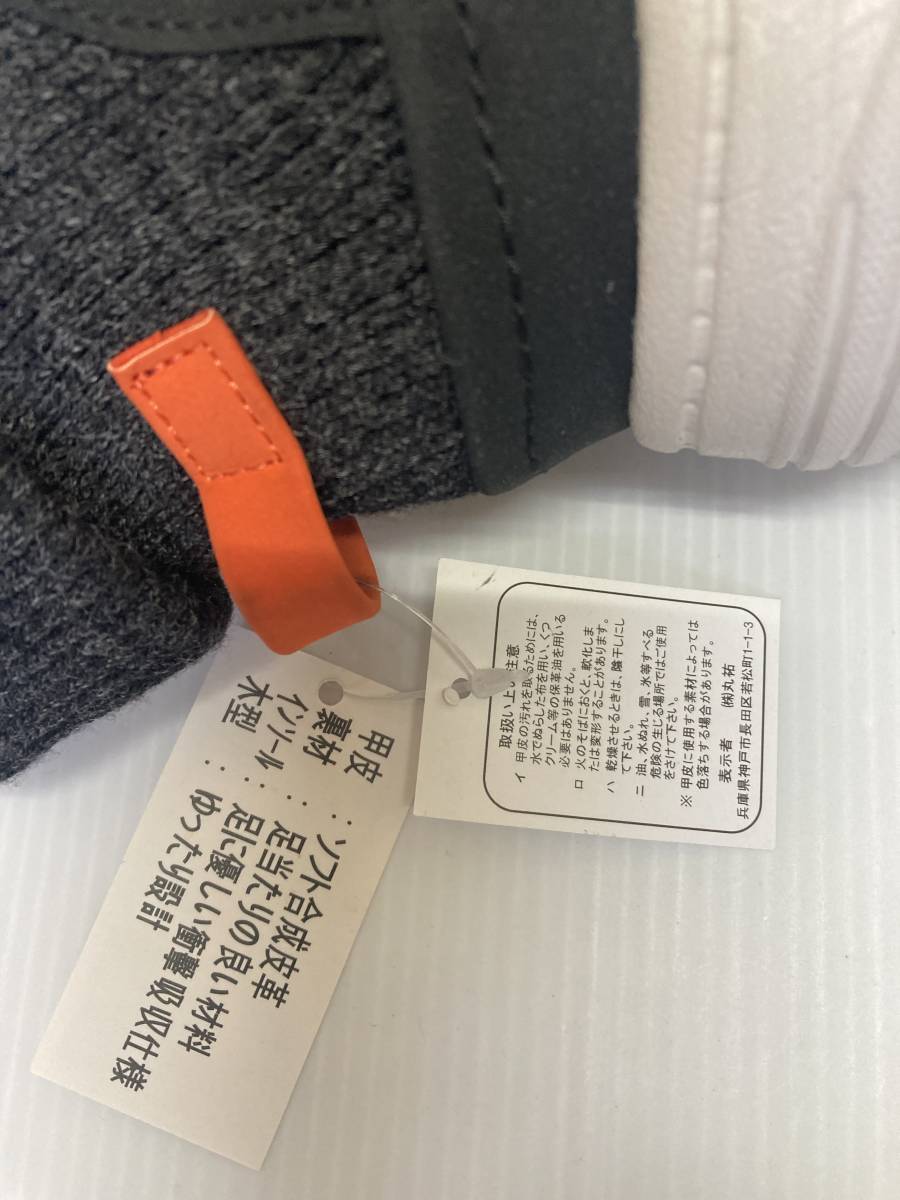 甲皮　：ソフト合成皮革
裏材　：足当たりの良い材料
インソール：足に優しい衝撃吸収仕様
木型　：ゆったり設計
取扱い上の注意
イ 甲皮の汚れを取るためには、
水でぬらした布を用い、くつ
クリーム等の保革油を用いる
必要はありません。
ロ 火のそばにおくと、軟化しま
たは変形することがあります。
ハ 乾燥させるときは、陰干しにし
て下さい。
ニ 油、水ぬれ、雪、氷等すべる
危険の生じる場所ではご使用
をさけて下さい。
※ 甲皮に使用する素材によっては
色落ちする場合があります。
表示者　㈱丸祐
兵庫県神戸市長田区若松町1-1-3